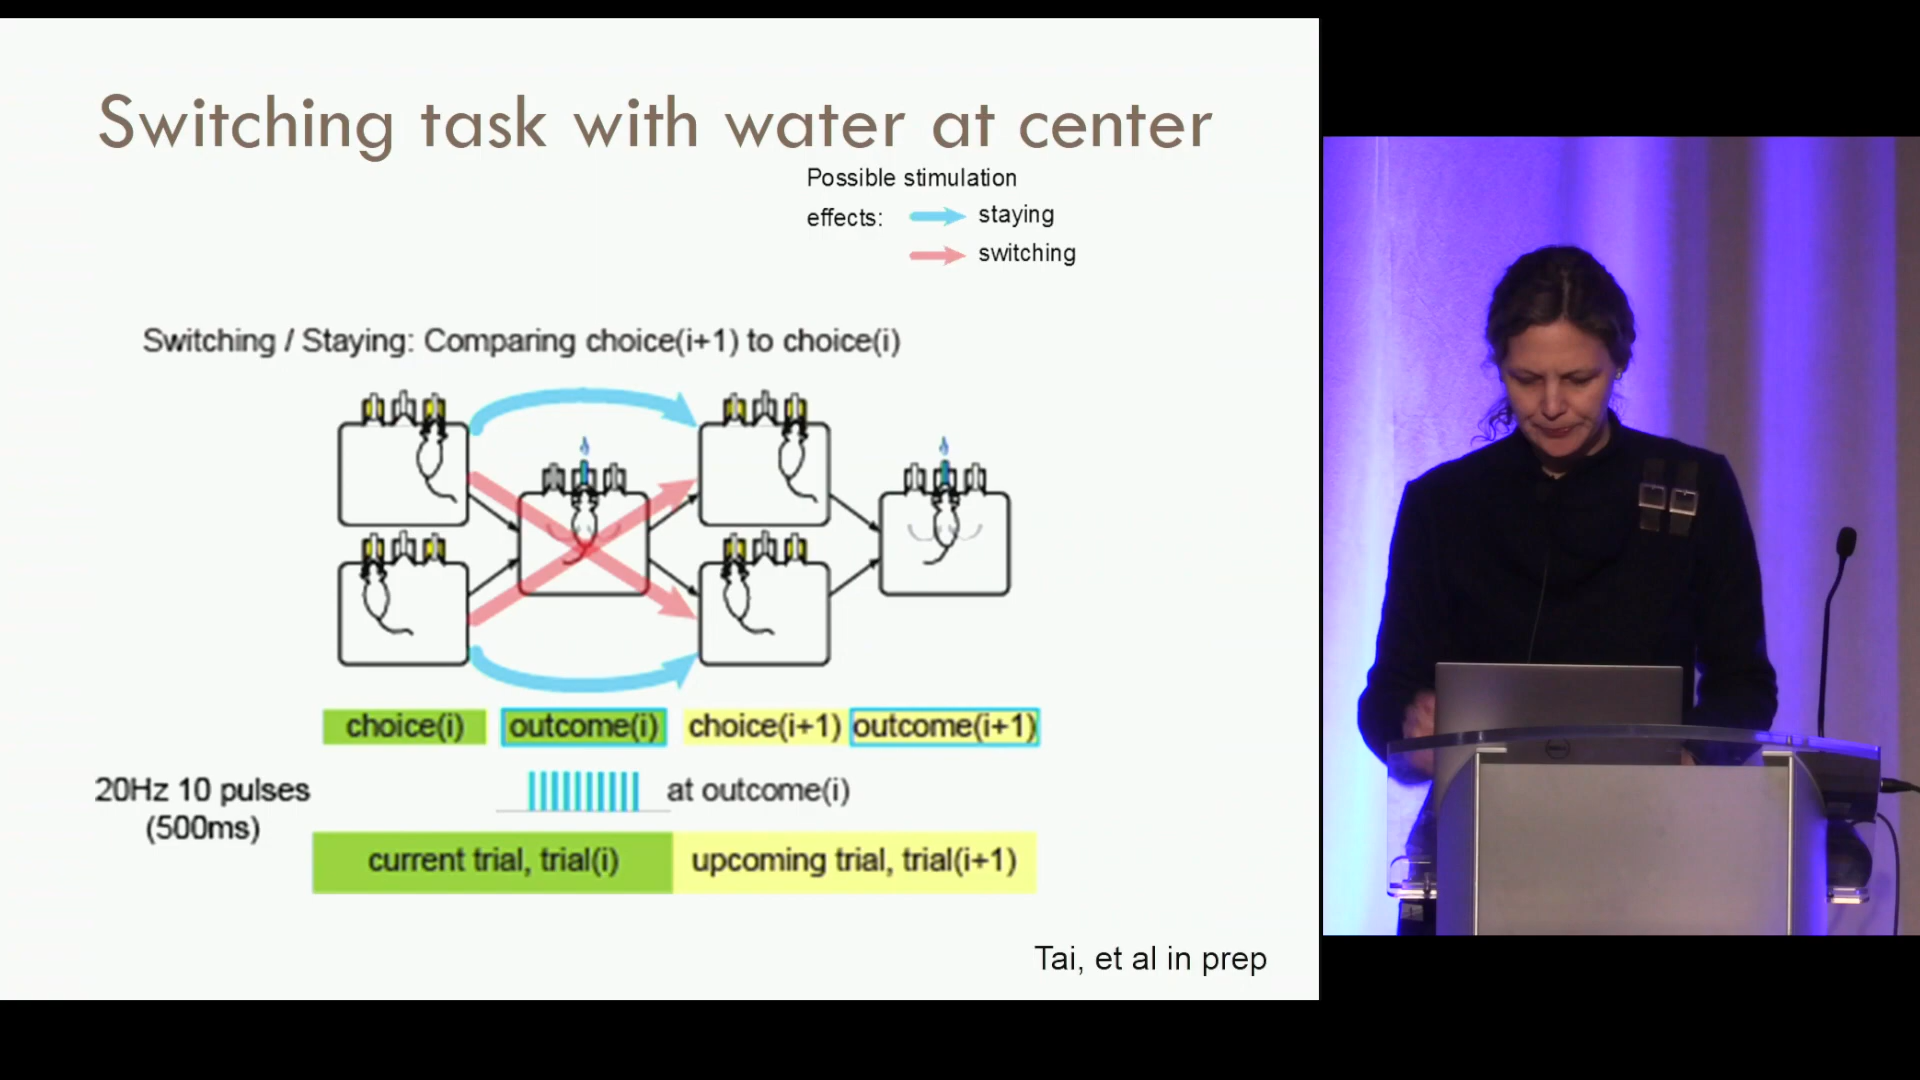 Switching task with water at center
Possible stimulation
effects:
staying
switching
Switching / Staying: Comparing choice(i+1) to choice(i)
choice(i)
outcome(i)
choice(i+1)
outcome(i+1)
20Hz 10 pulses
(500ms)
at outcome(i)
current trial, trial(i)
upcoming trial, trial(i+1)
Tai, et al in prep